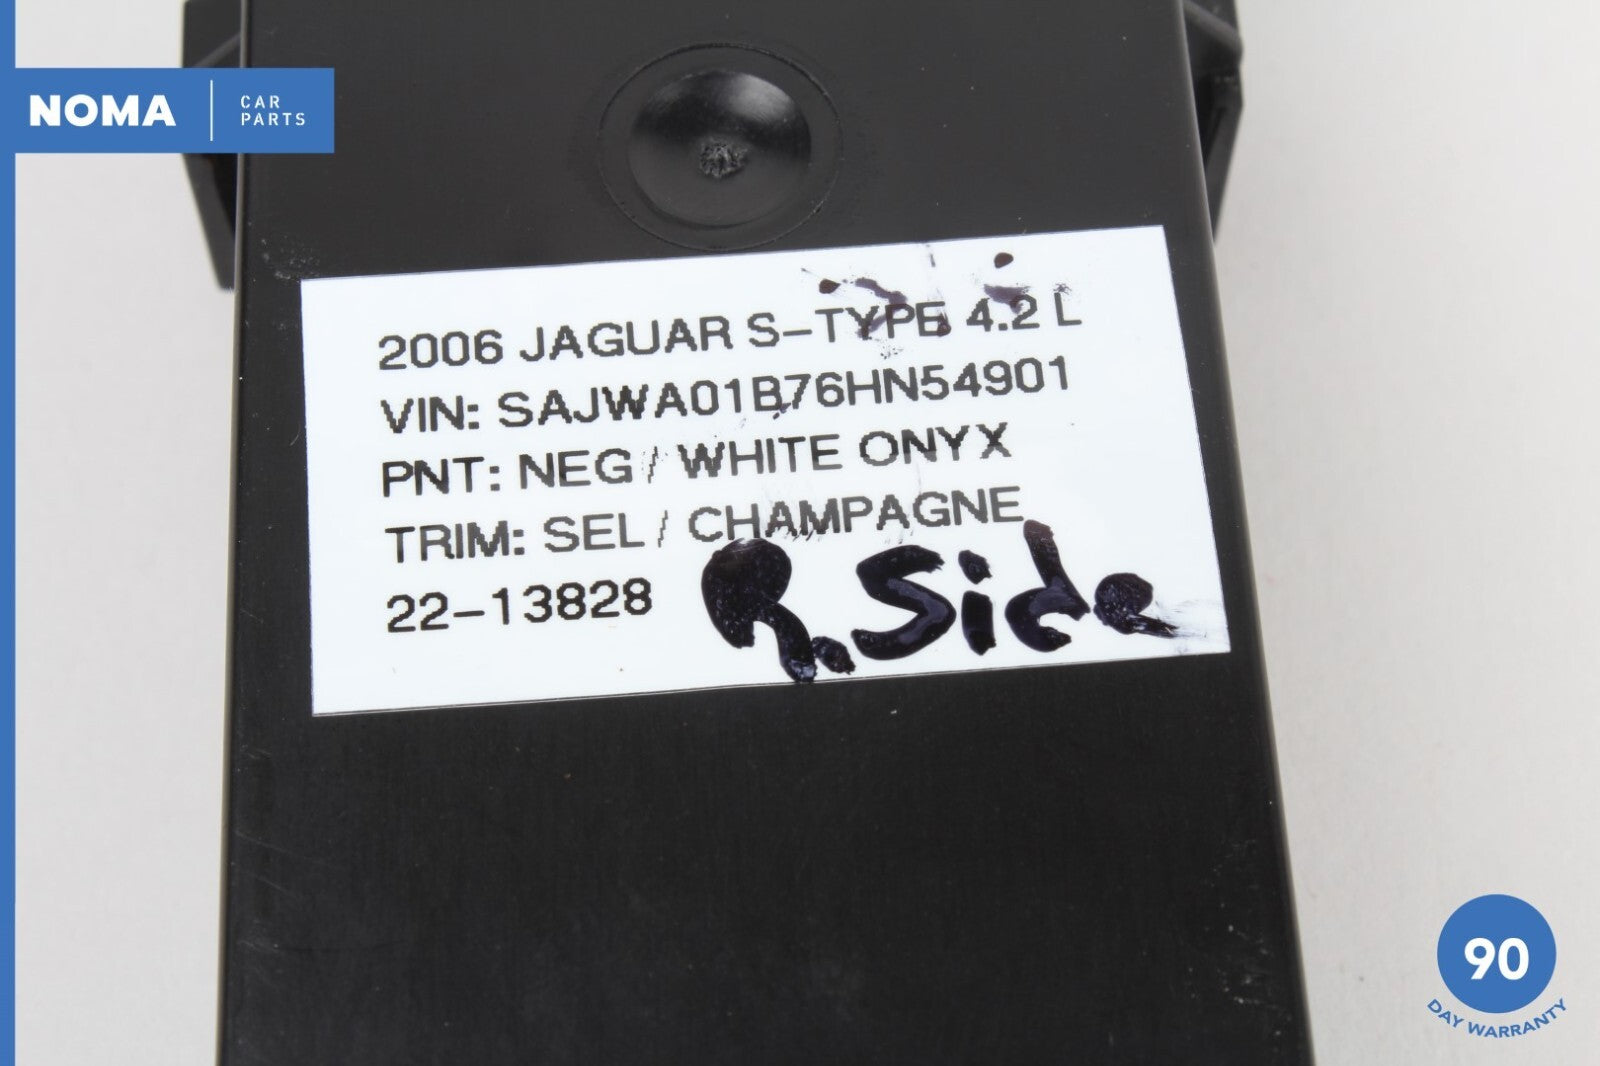 NOMA
CAR
PARTS
2006 JAGUAR S-TYPE 4.2 L
VIN: SAJWA01B76HN54901
PNT: NEG / WHITE ONYX
TRIM: SEL / CHAMPAGNE
22-13828
R. Side
90
DAY WARRANTY